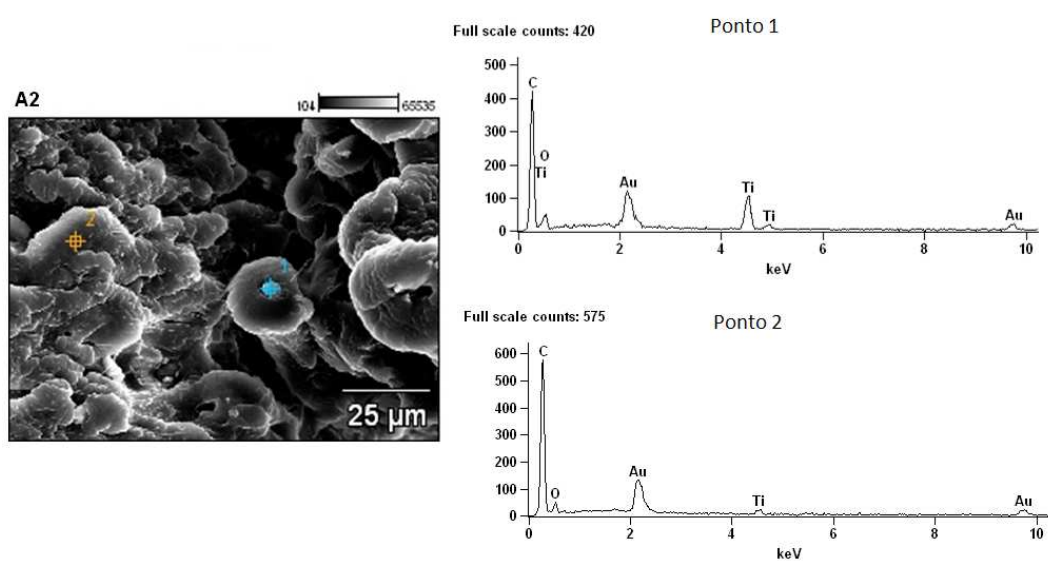 A2
104
65535
2
1
25 µm
Full scale counts: 420
Ponto 1
500
400
300
200
100
0
C
O
Ti
Au
Ti
Ti
Au
0
2
4
6
8
10
keV
Full scale counts: 575
Ponto 2
600
500
400
300
200
100
0
C
O
Au
Ti
Au
0
2
4
6
8
10
keV